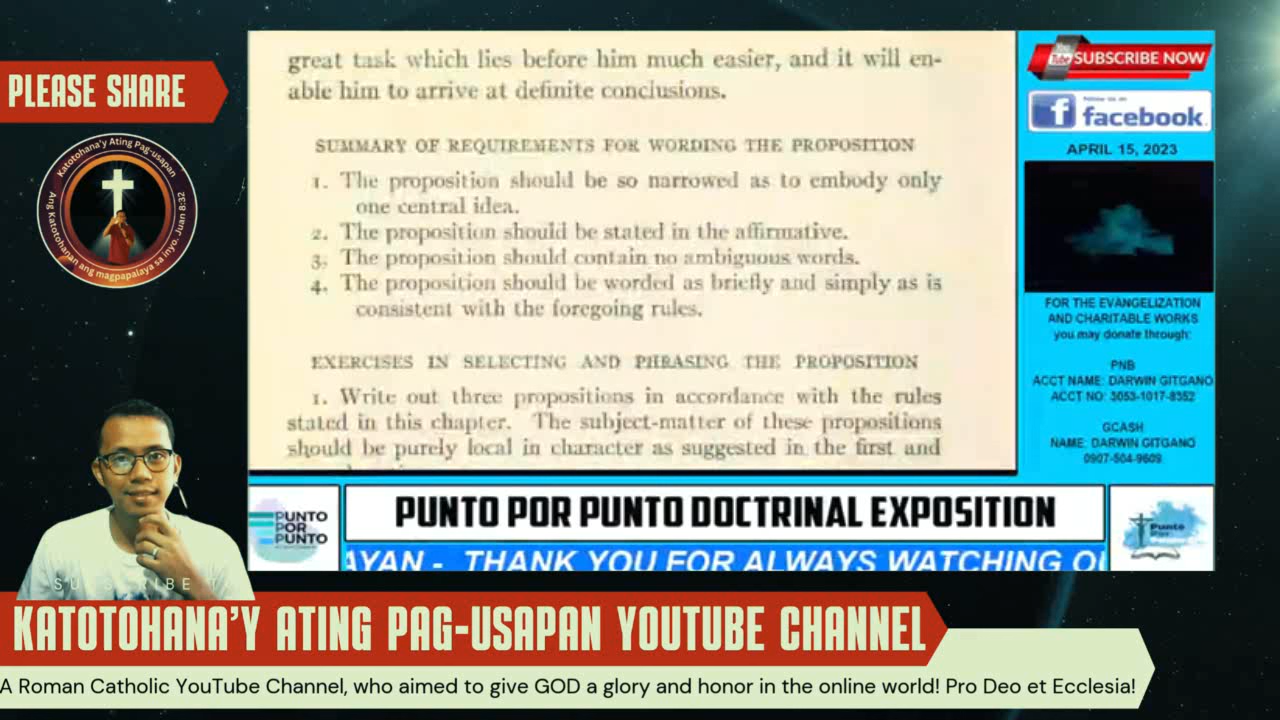 PLEASE SHARE
Katotohana'y Ating Pag-usapan
Ang Katotohanan ang magpapalaya sa inyo. Juan 8:32
great task which lies before him much easier, and it will en-
able him to arrive at definite conclusions.
SUMMARY OF REQUIREMENTS FOR WORDING THE PROPOSITION
1. The proposition should be so narrowed as to embody only
one central idea.
2. The proposition should be stated in the affirmative.
3. The proposition should contain no ambiguous words.
4. The proposition should be worded as briefly and simply as is
consistent with the foregoing rules.
EXERCISES IN SELECTING AND PHRASING THE PROPOSITION
1. Write out three propositions in accordance with the rules
stated in this chapter. The subject-matter of these propositions
should be purely local in character as suggested in the first and
SUBSCRIBE NOW
facebook.
APRIL 15, 2023
FOR THE EVANGELIZATION
AND CHARITABLE WORKS
you may donate through:
PNB
ACCT NAME: DARWIN GITGANO
ACCT NO: 3053-1017-8352
GCASH
NAME: DARWIN GITGANO
0907-504-9609
PUNTO
POR
PUNTO
PUNTO POR PUNTO DOCTRINAL EXPOSITION
Punto
AYAN - THANK YOU FOR ALWAYS WATCHING
KATOTOHANA'Y ATING PAG-USAPAN YOUTUBE CHANNEL
A Roman Catholic YouTube Channel, who aimed to give GOD a glory and honor in the online world! Pro Deo et Ecclesia!